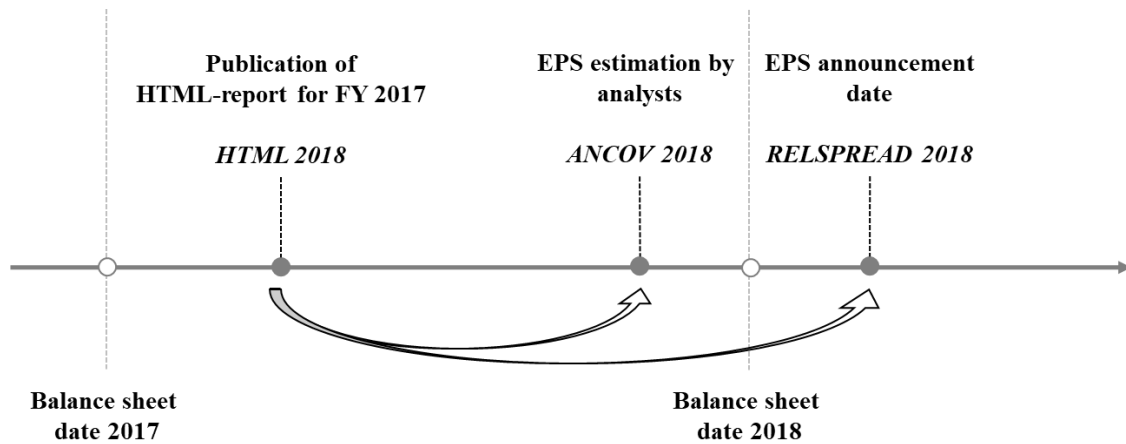 Publication of
HTML-report for FY 2017
HTML 2018
EPS estimation by
analysts
ANCOV 2018
EPS announcement
date
RELSPREAD 2018
Balance sheet
date 2017
Balance sheet
date 2018